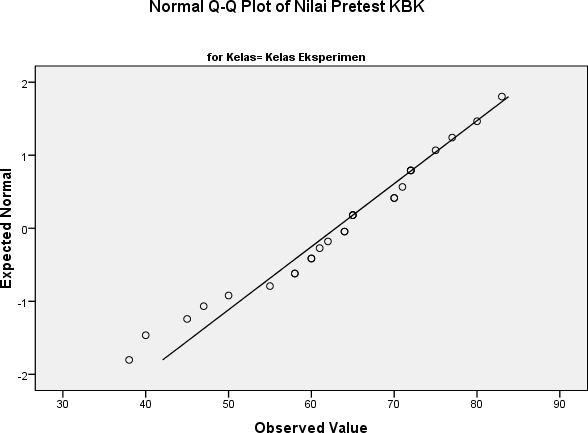 Normal Q-Q Plot of Nilai Pretest KBK
for Kelas= Kelas Eksperimen
2
1
0
-1
-2
Expected Normal
30 40 50 60 70 80 90
Observed Value